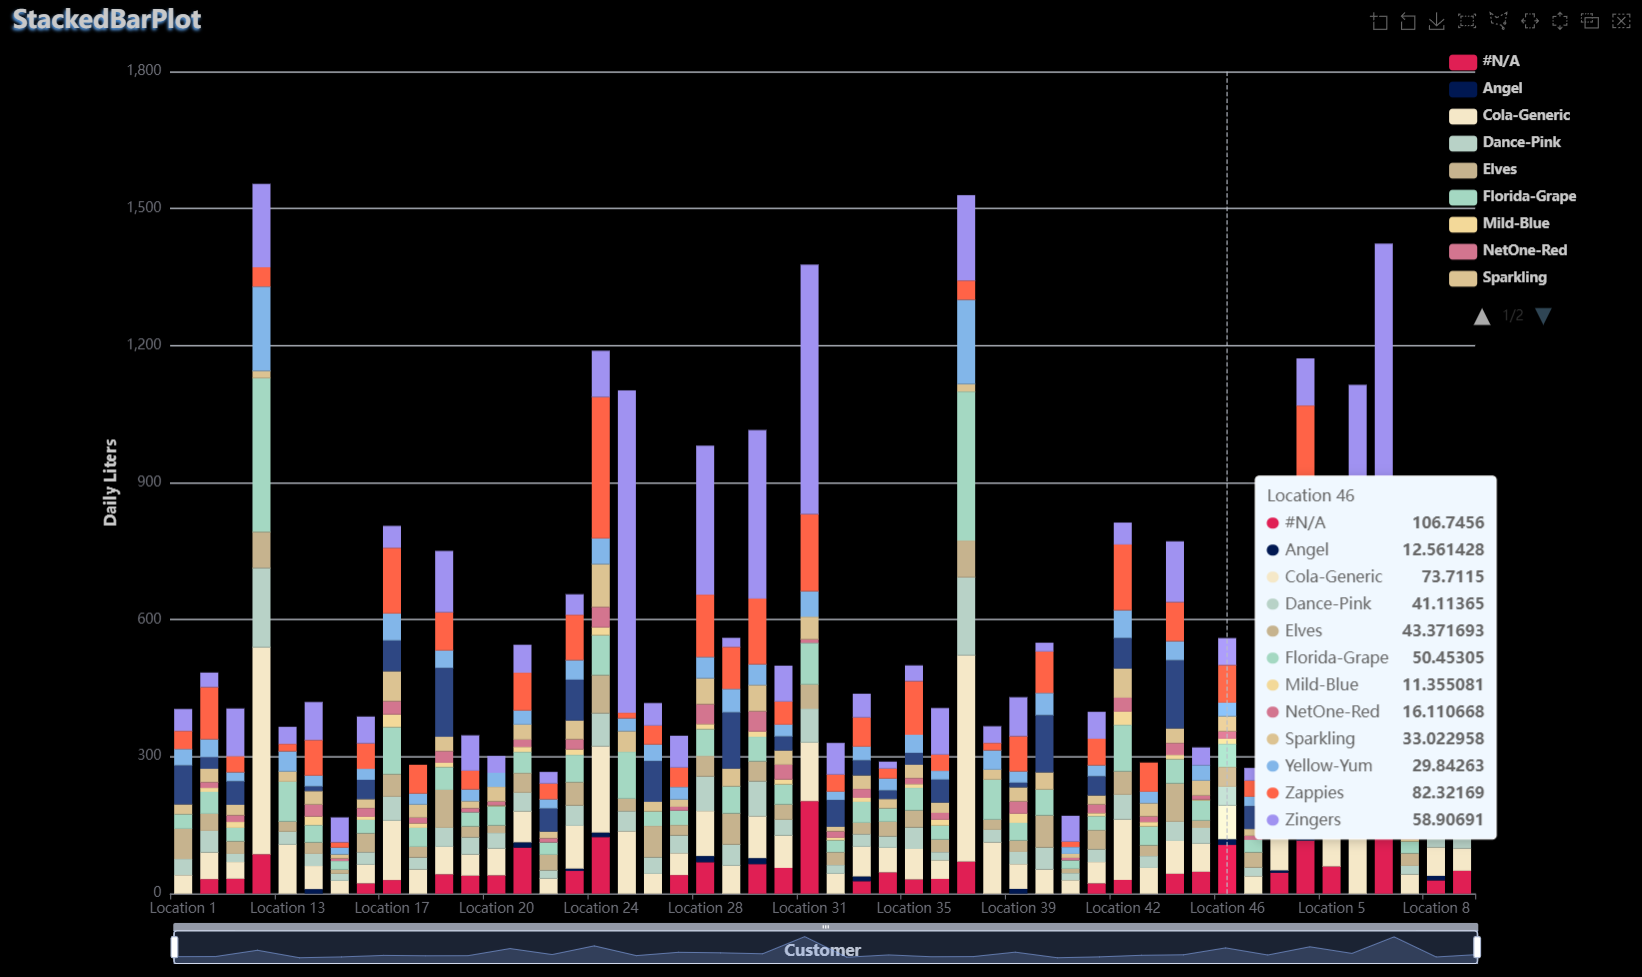 StackedBarPlot
#N/A
Angel
Cola-Generic
Dance-Pink
Elves
Florida-Grape
Mild-Blue
NetOne-Red
Sparkling
1/2
1,800
1,500
1,200
900
600
300
0
Daily Liters
Location 46
#N/A 106.7456
Angel 12.561428
Cola-Generic 73.7115
Dance-Pink 41.11365
Elves 43.371693
Florida-Grape 50.45305
Mild-Blue 11.355081
NetOne-Red 16.110668
Sparkling 33.022958
Yellow-Yum 29.84263
Zappies 82.32169
Zingers 58.90691
Location 1 Location 13 Location 17 Location 20 Location 24 Location 28 Location 31 Location 35 Location 39 Location 42 Location 46 Location 5 Location 8
Customer